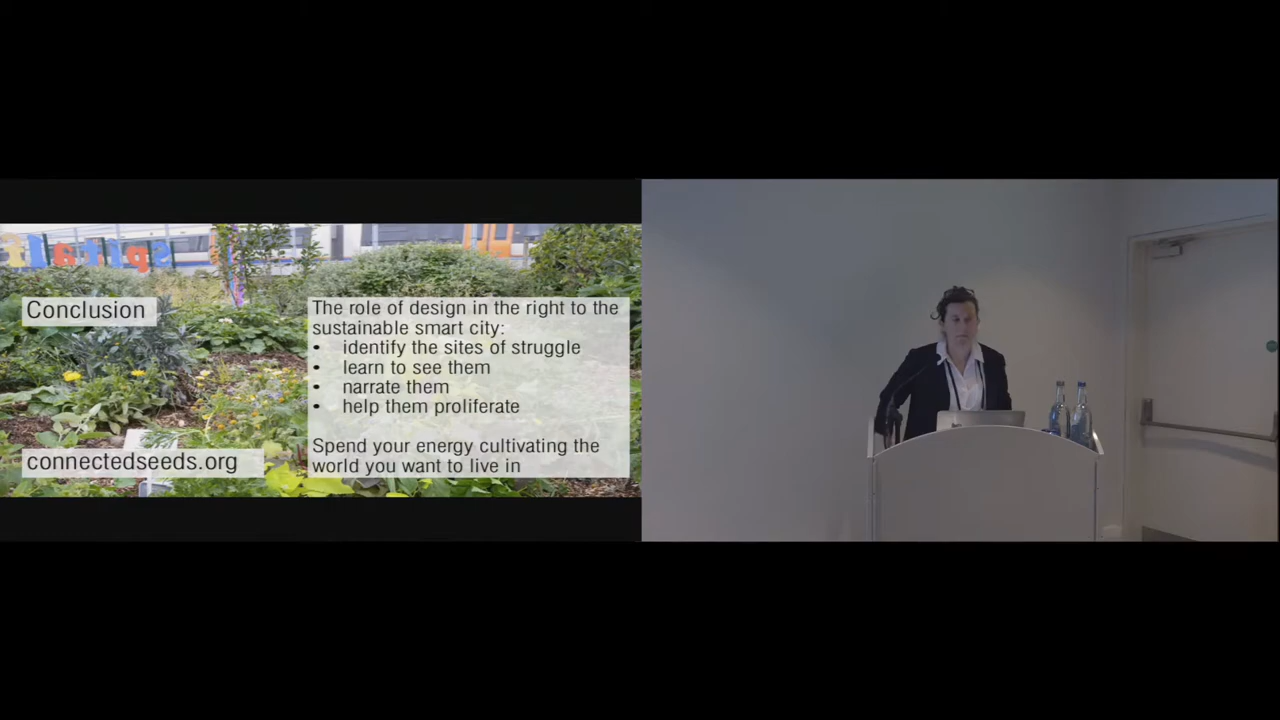 spitalf
Conclusion
The role of design in the right to the
sustainable smart city:
• identify the sites of struggle
• learn to see them
• narrate them
• help them proliferate
Spend your energy cultivating the
world you want to live in
connectedseeds.org